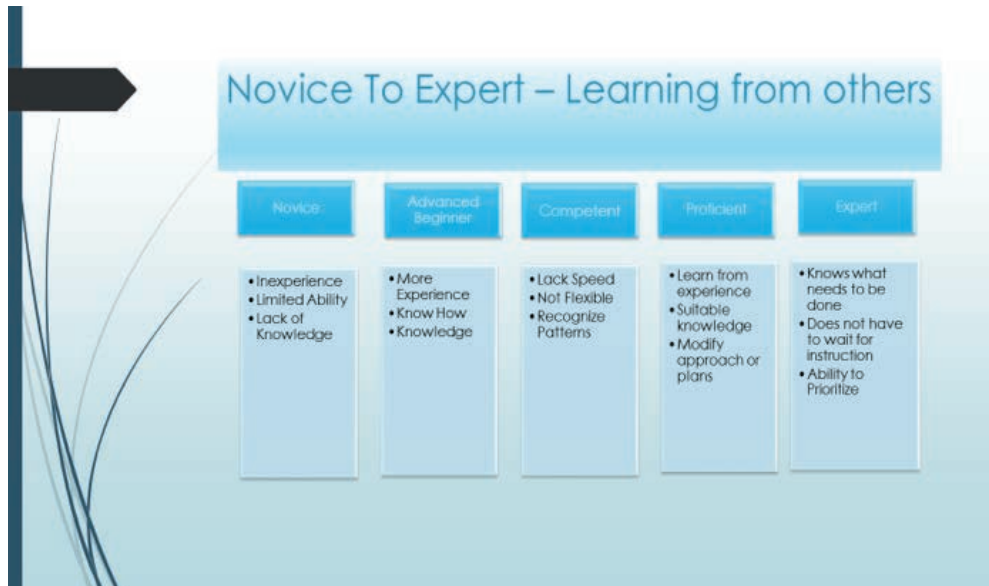 Novice To Expert – Learning from others
Novice
Advanced
Beginner
Competent
Proficient
Expert
• Inexperience
• Limited Ability
• Lack of
Knowledge
• More
Experience
• Know How
• Knowledge
• Lack Speed
• Not Flexible
• Recognize
Patterns
• Learn from
experience
• Suitable
knowledge
• Modify
approach or
plans
• Knows what
needs to be
done
• Does not have
to wait for
instruction
• Ability to
Prioritize